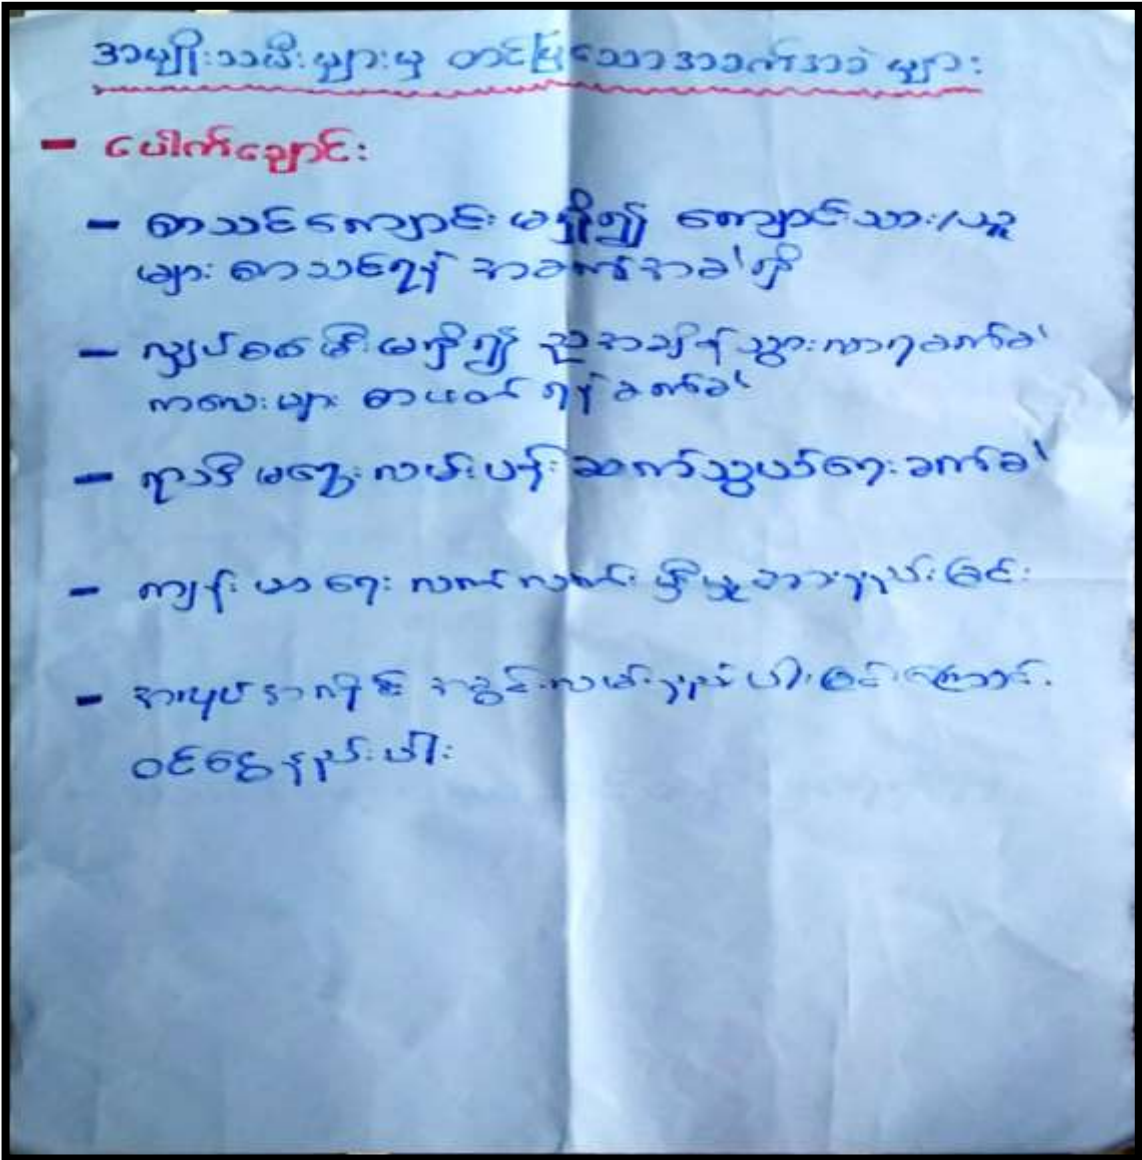 အမျိုးသမီးများမှ တင်ပြသောအခက်အခဲများ
- ပေါက်ချောင်း
- စာသင်ကျောင်းမရှိ၍ ကျောင်းသား/သူ
များ စာသင်ရန် အခက်အခဲရှိ
- လျှပ်စစ်မီးမရှိ၍ ညအချိန်သွားလာရခက်ခဲ
ကလေးများ စာဖတ်ရန်ခက်ခဲ
- ရာသီမရွေးလမ်းပန်းဆက်သွယ်ရေးခက်ခဲ
- ကျန်းမာရေး လက်လှမ်းမှီမှုအားနည်းခြင်း
- အလုပ်အကိုင် အခွင့်အလမ်းနည်းပါးခြင်းကြောင့်
ဝင်ငွေနည်းပါး